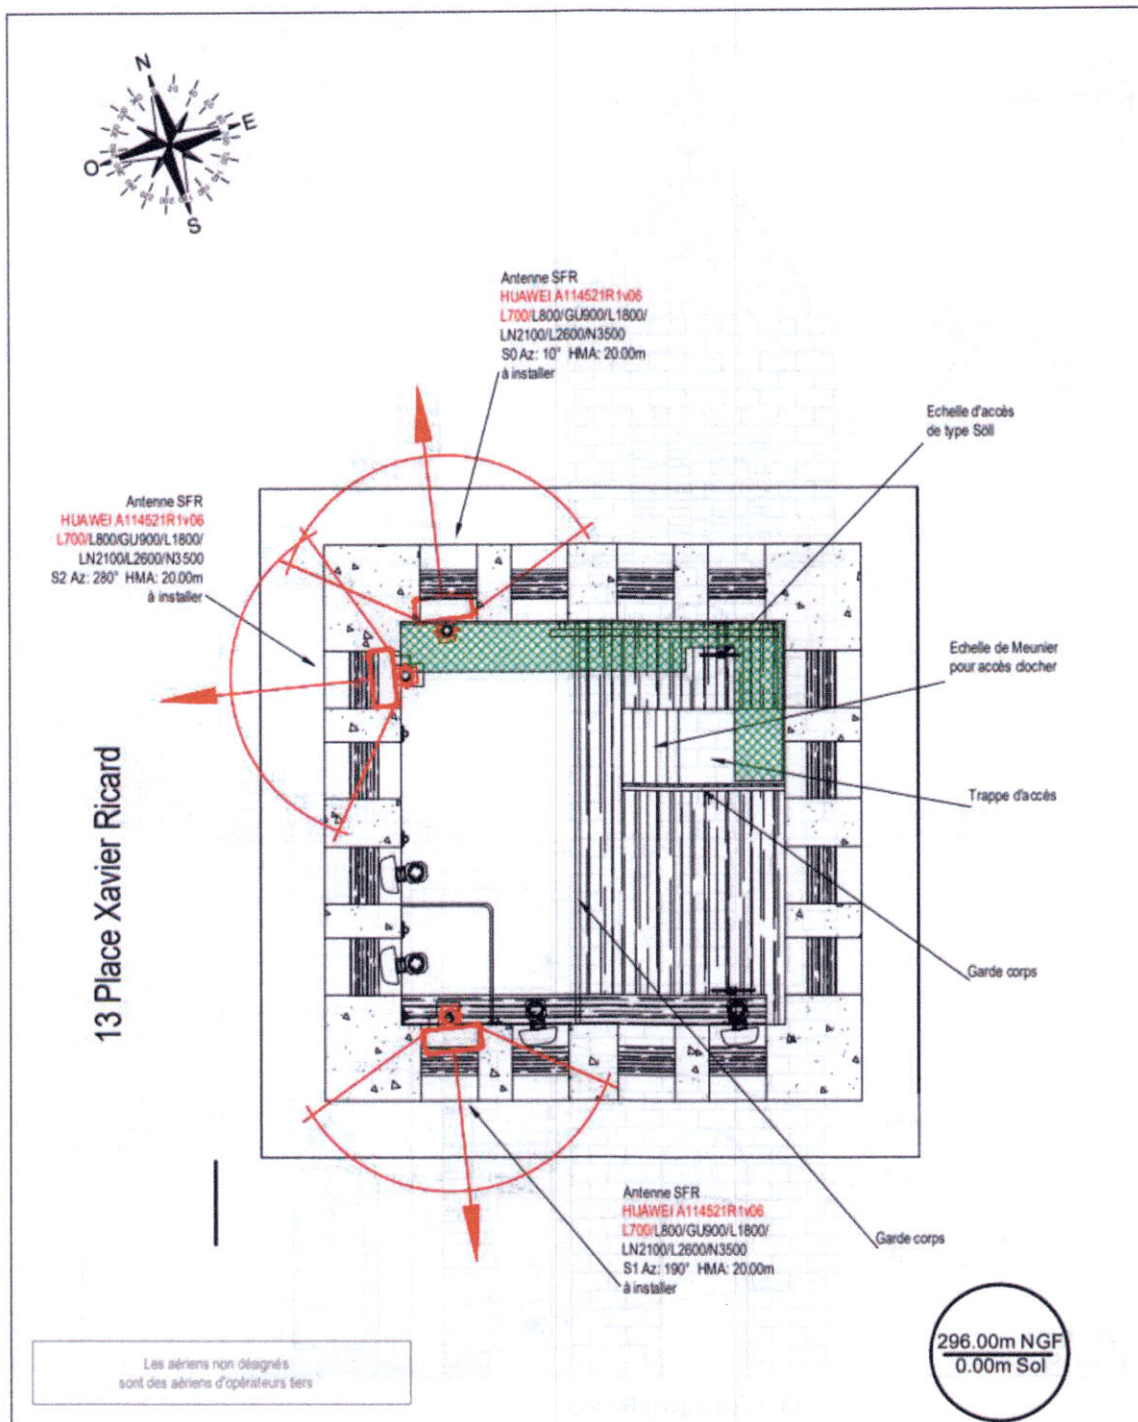 N
E
O
S
Antenne SFR
HUAWEI A114521R1v06
L700/L800/GU900/L1800/
LN2100/L2600/N3500
S0 Az: 10° HMA: 20.00m
à installer
Echelle d'accès
de type Söll
Antenne SFR
HUAWEI A114521R1v06
L700/L800/GU900/L1800/
LN2100/L2600/N3500
S2 Az: 280° HMA: 20.00m
à installer
Echelle de Meunier
pour accès clocher
Trappe d'accès
13 Place Xavier Ricard
Garde corps
Antenne SFR
HUAWEI A114521R1v06
L700/L800/GU900/L1800/
LN2100/L2600/N3500
S1 Az: 190° HMA: 20.00m
à installer
Garde corps
296.00m NGF
0.00m Sol
Les aériens non désignés
sont des aériens d'opérateurs tiers